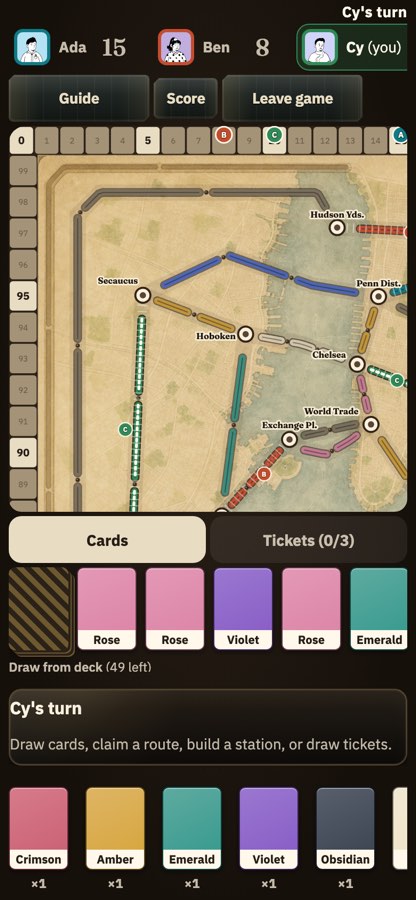 Cy's turn
Ada 15
Ben 8
Cy (you)
Guide
Score
Leave game
0 1 2 3 4 5 6 7 B 9 C 11 12 13 14 A
99
98
97
96
95
94
93
92
91
90
89
Hudson Yds.
Secaucus
Penn Dist.
Hoboken
Chelsea
C
World Trade
Exchange Pl.
C
B
Cards
Tickets (0/3)
Rose
Rose
Violet
Rose
Emerald
Draw from deck (49 left)
Cy's turn
Draw cards, claim a route, build a station, or draw tickets.
Crimson
Amber
Emerald
Violet
Obsidian
×1
×1
×1
×1
×1